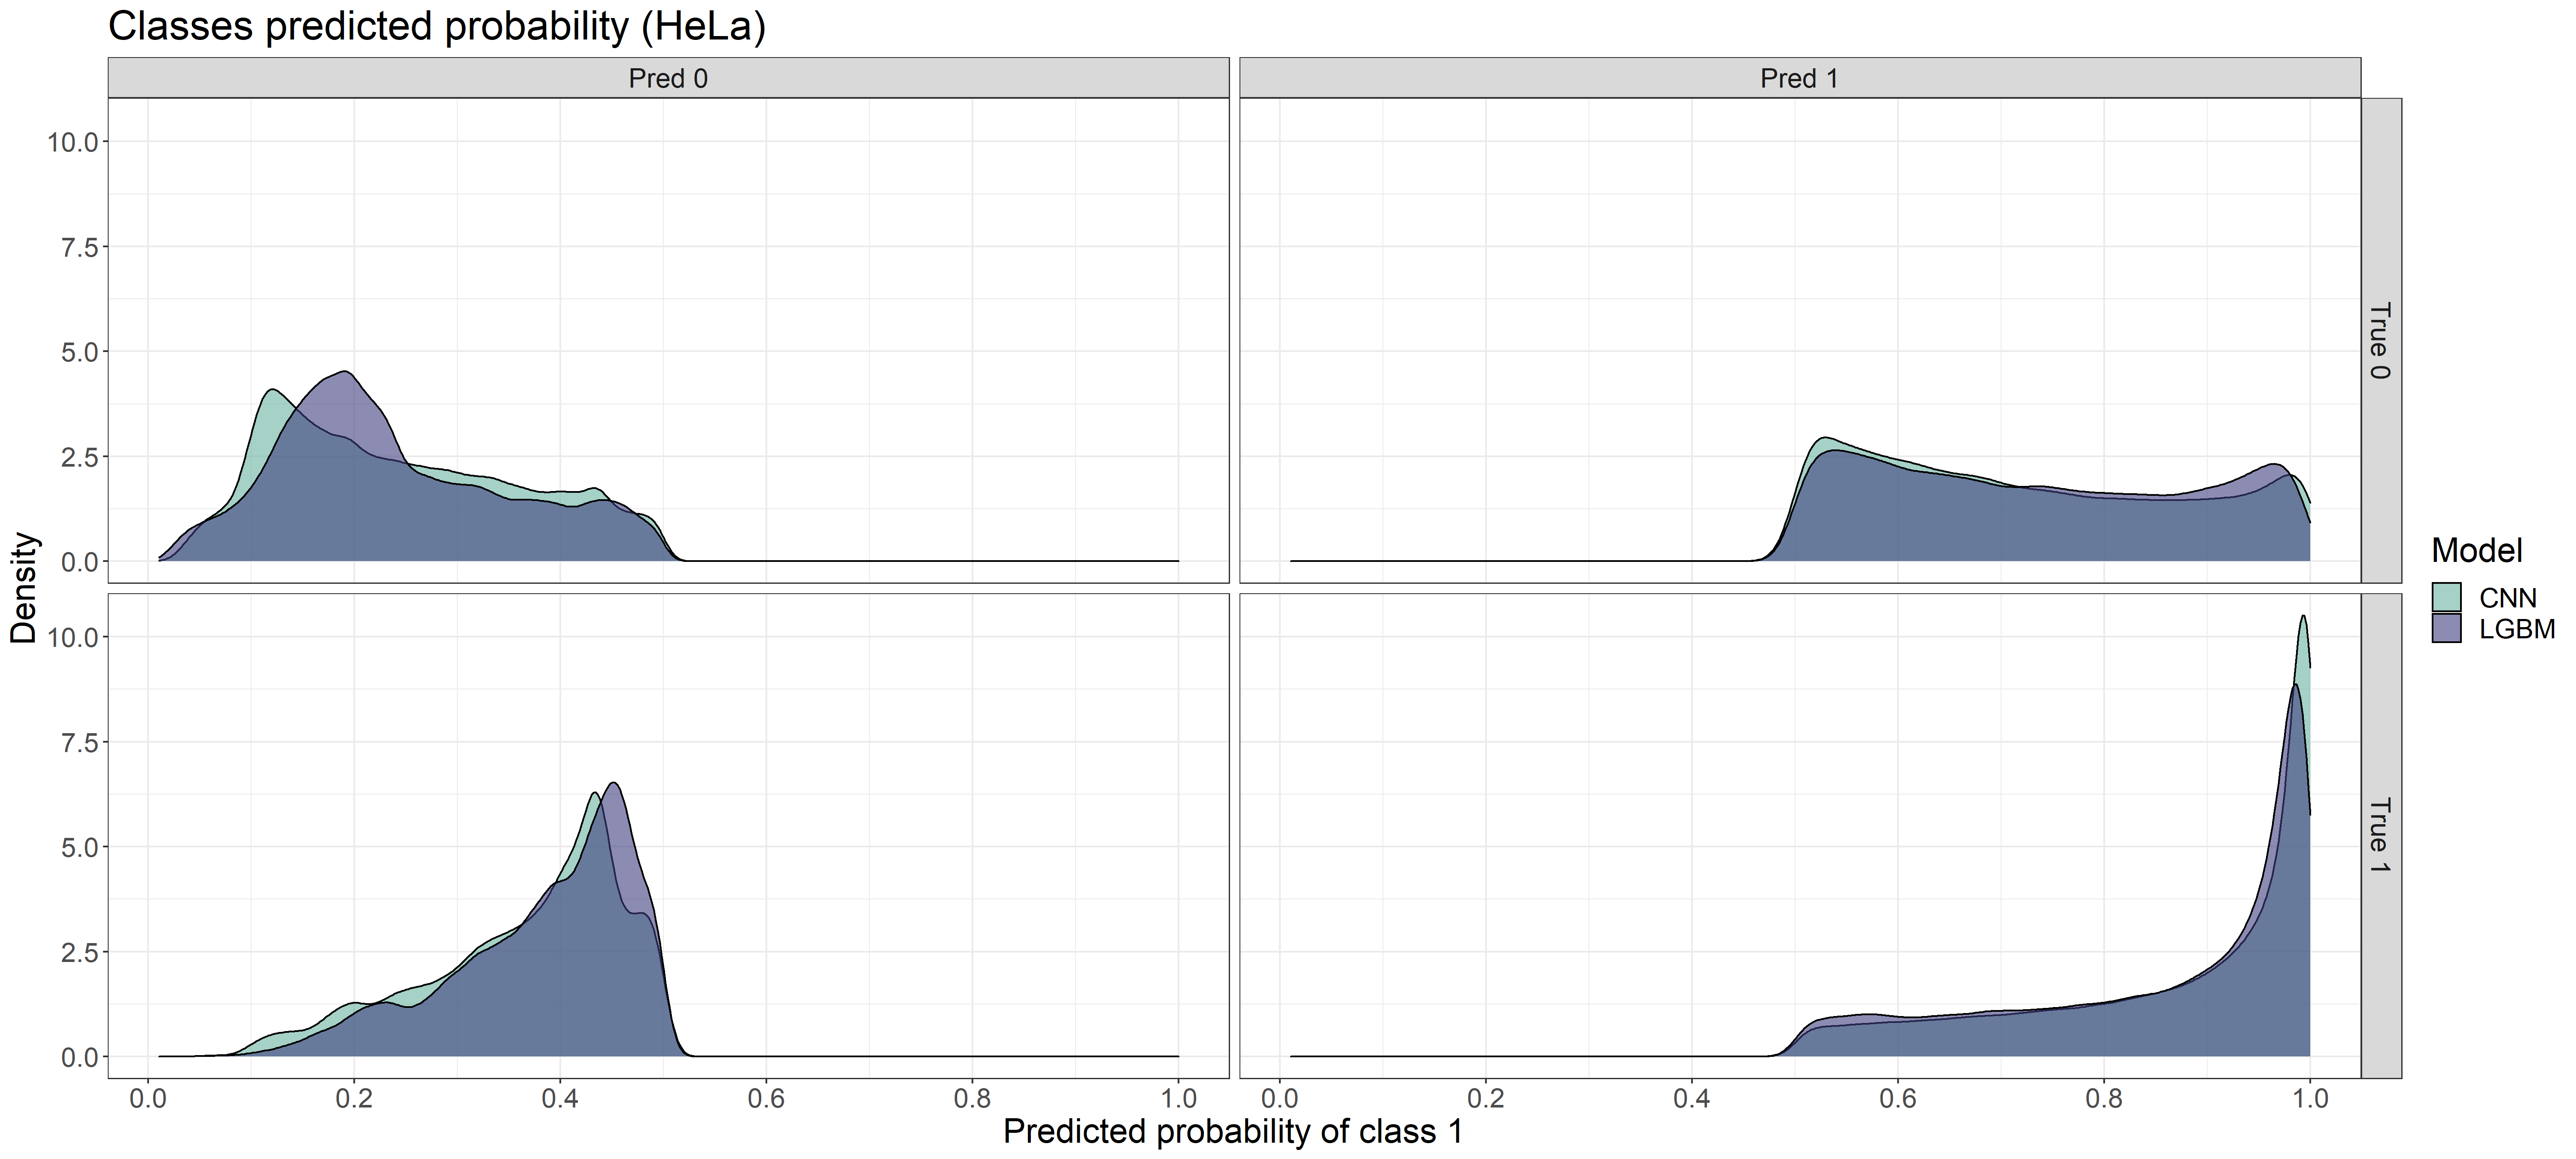 Classes predicted probability (HeLa)
Pred 0
Pred 1
10.0
7.5
5.0
2.5
0.0
True 0
10.0
7.5
5.0
2.5
0.0
True 1
Density
0.0 0.2 0.4 0.6 0.8 1.0
0.0 0.2 0.4 0.6 0.8 1.0
Predicted probability of class 1
Model
CNN
LGBM